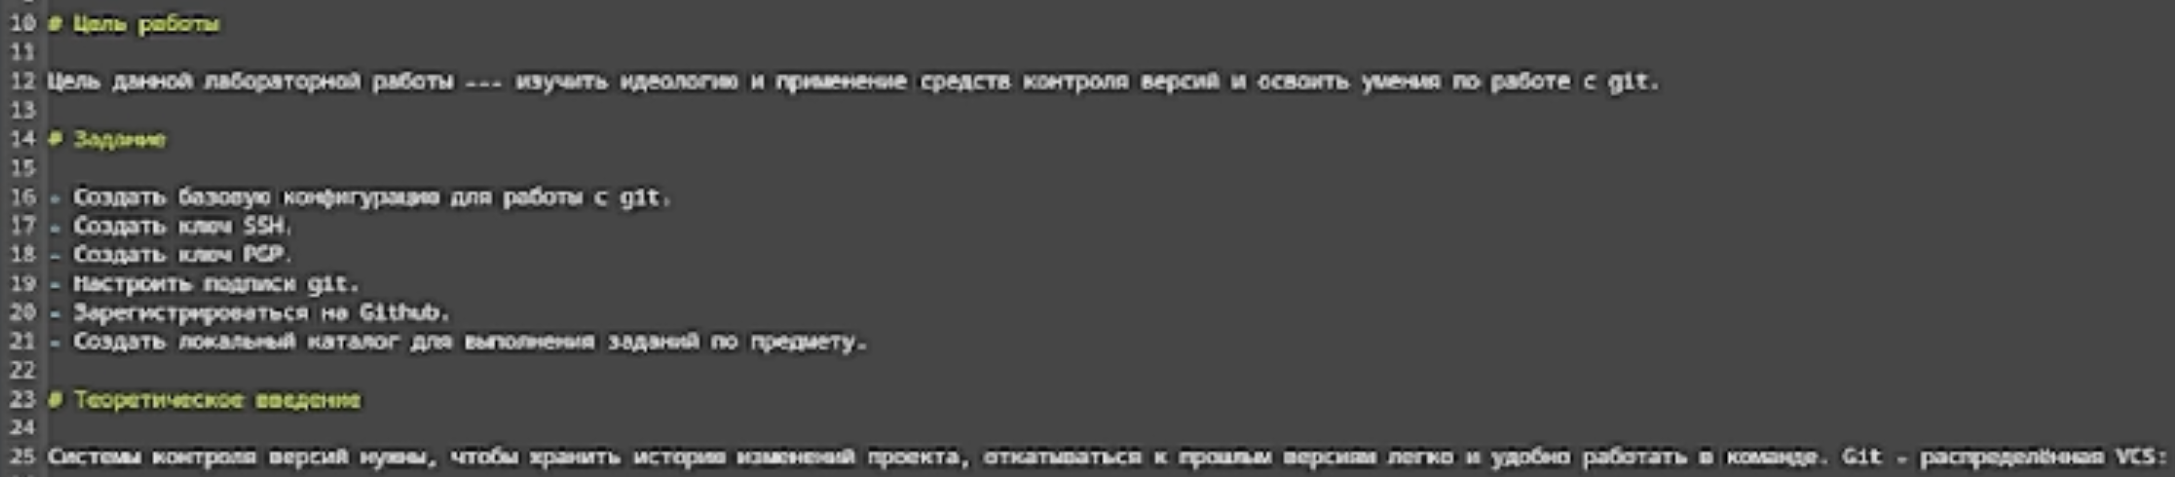 10 # Цель работы
11
12 Цель данной лабораторной работы --- изучить идеологию и применение средств контроля версий и освоить умения по работе с git.
13
14 # Задание
15
16 - Создать базовую конфигурацию для работы с git.
17 - Создать ключ SSH.
18 - Создать ключ PGP.
19 - Настроить подписи git.
20 - Зарегистрироваться на Github.
21 - Создать локальный каталог для выполнения заданий по предмету.
22
23 # Теоретическое введение
24
25 Системы контроля версий нужны, чтобы хранить историю изменений проекта, откатываться к прошлым версиям легко и удобно работать в команде. Git - распределённая VCS: